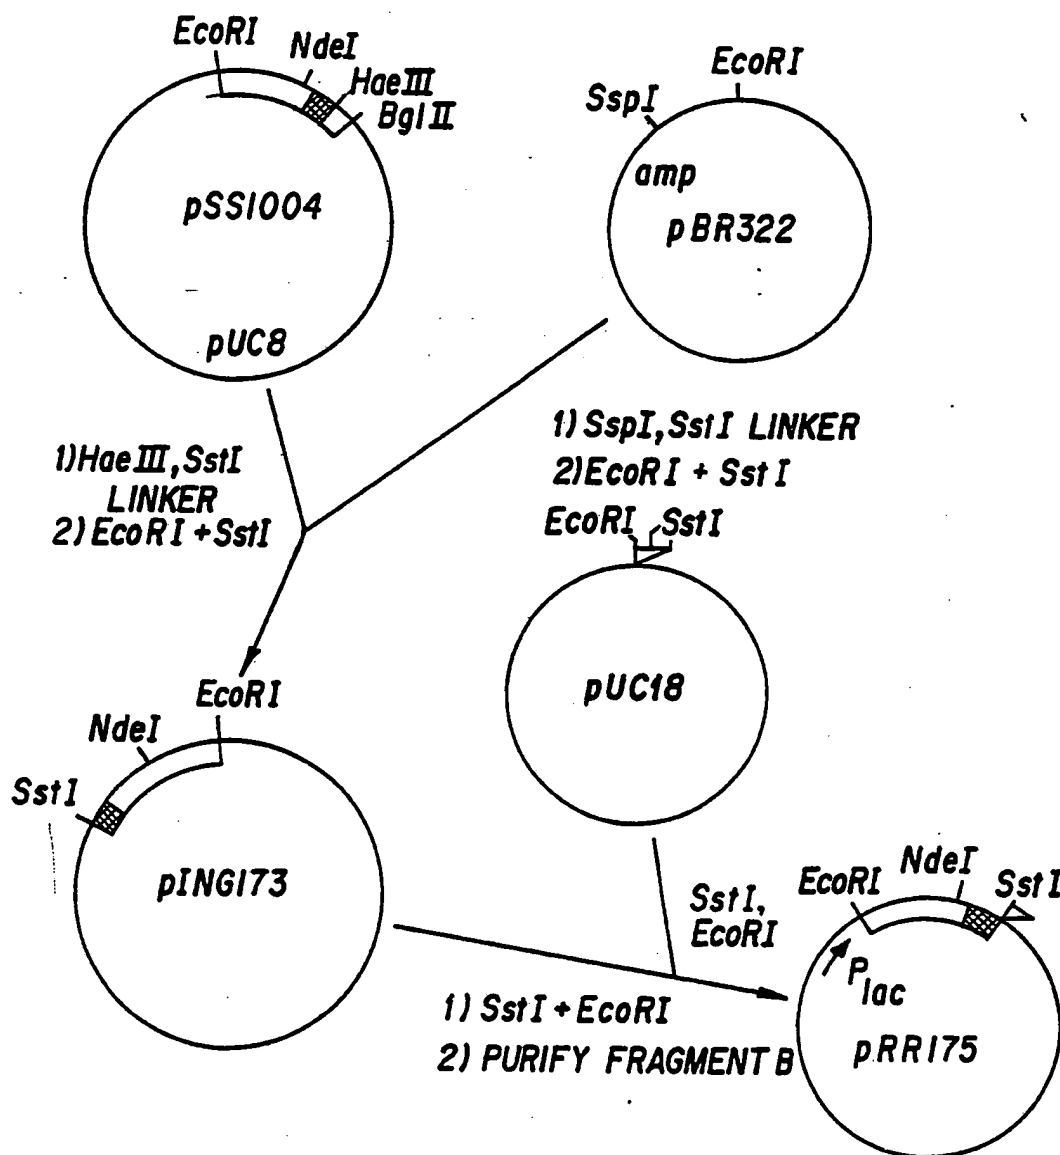 EcoRI
NdeI
HaeIII
BglII
pSS1004
pUC8
EcoRI
SspI
amp
pBR322
1)HaeIII,SstI
LINKER
2)EcoRI+SstI
1) SspI,SstI LINKER
2)EcoRI + SstI
EcoRI
SstI
pUC18
EcoRI
NdeI
SstI
pING173
SstI,
EcoRI
1) SstI+EcoRI
2) PURIFY FRAGMENT B
EcoRI
NdeI
SstI
Plac
pRR175